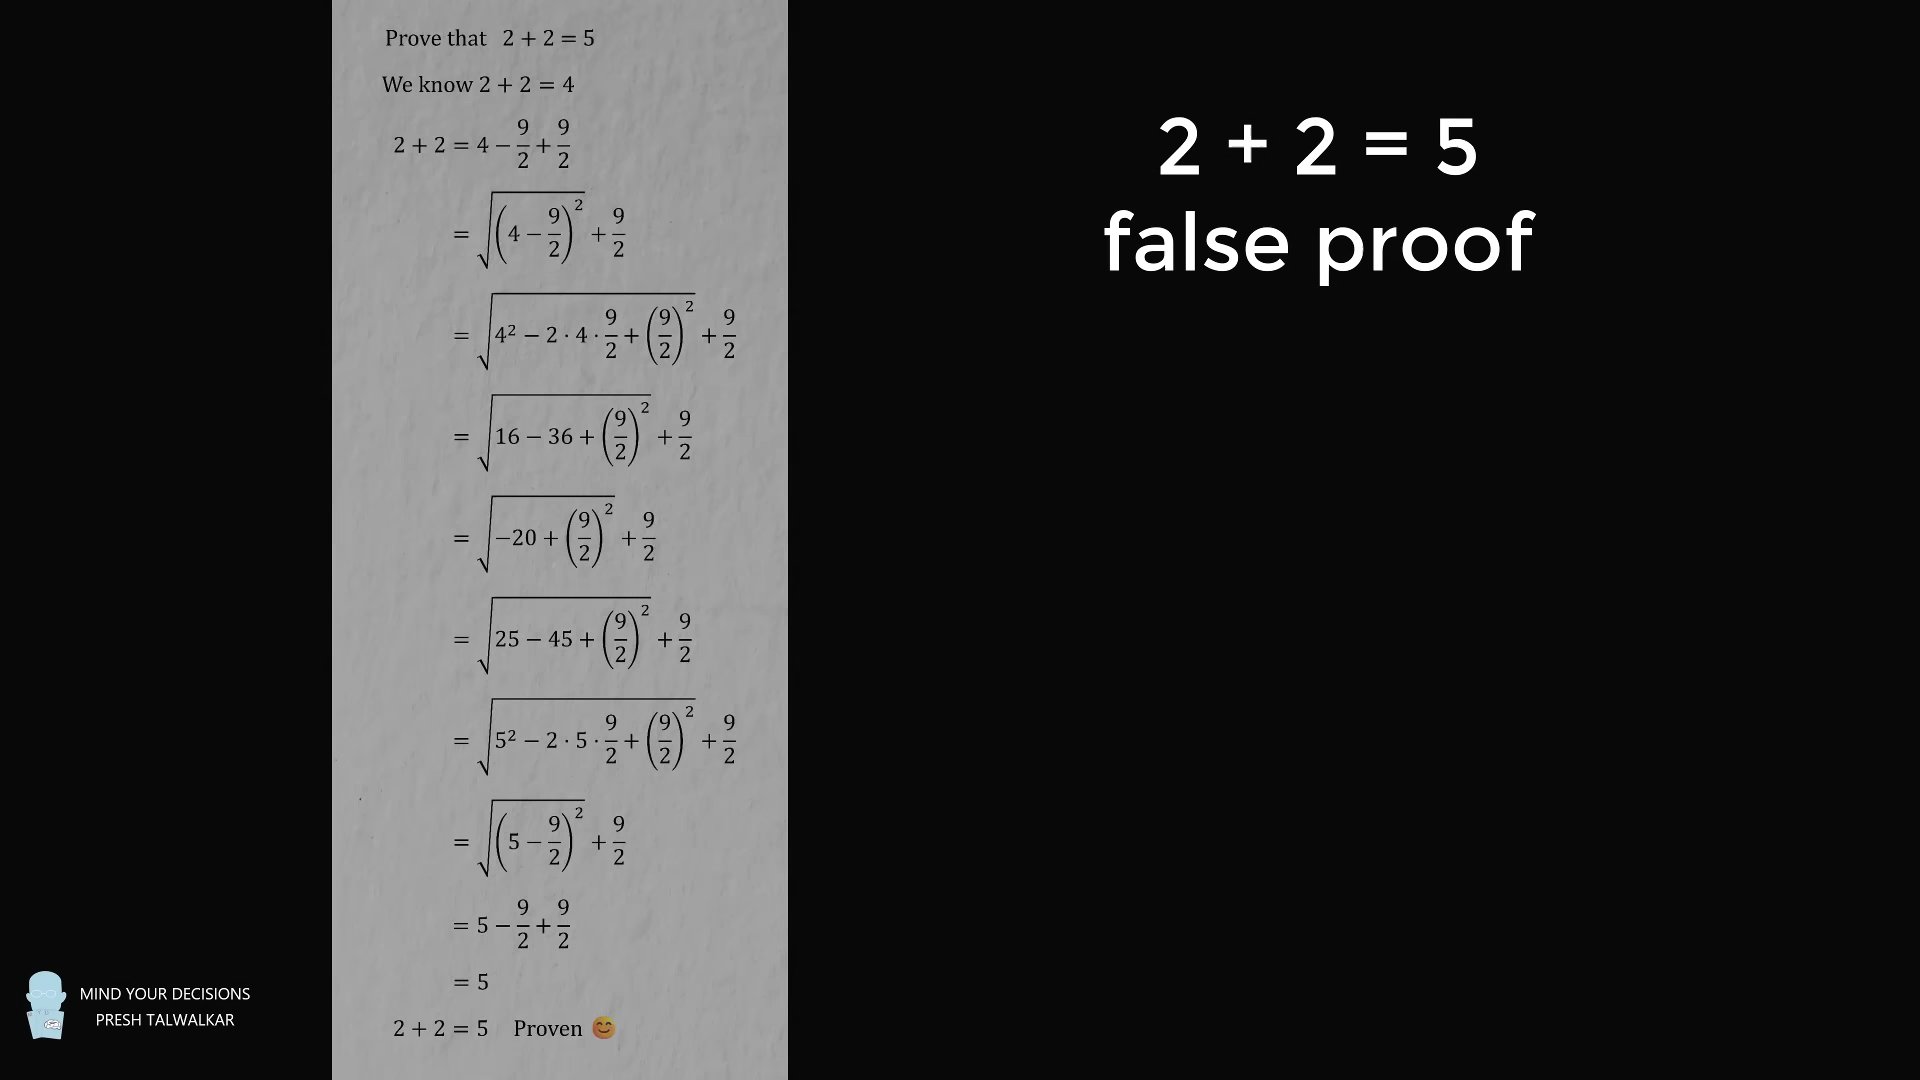 Prove that 2 + 2 = 5
We know 2 + 2 = 4
2 + 2 = 4 − 9/2 + 9/2
= √((4 − 9/2)²) + 9/2
= √(4² − 2 · 4 · 9/2 + (9/2)²) + 9/2
= √(16 − 36 + (9/2)²) + 9/2
= √(−20 + (9/2)²) + 9/2
= √(25 − 45 + (9/2)²) + 9/2
= √(5² − 2 · 5 · 9/2 + (9/2)²) + 9/2
= √((5 − 9/2)²) + 9/2
= 5 − 9/2 + 9/2
= 5
2 + 2 = 5 Proven 😊
2 + 2 = 5
false proof
MIND YOUR DECISIONS
PRESH TALWALKAR